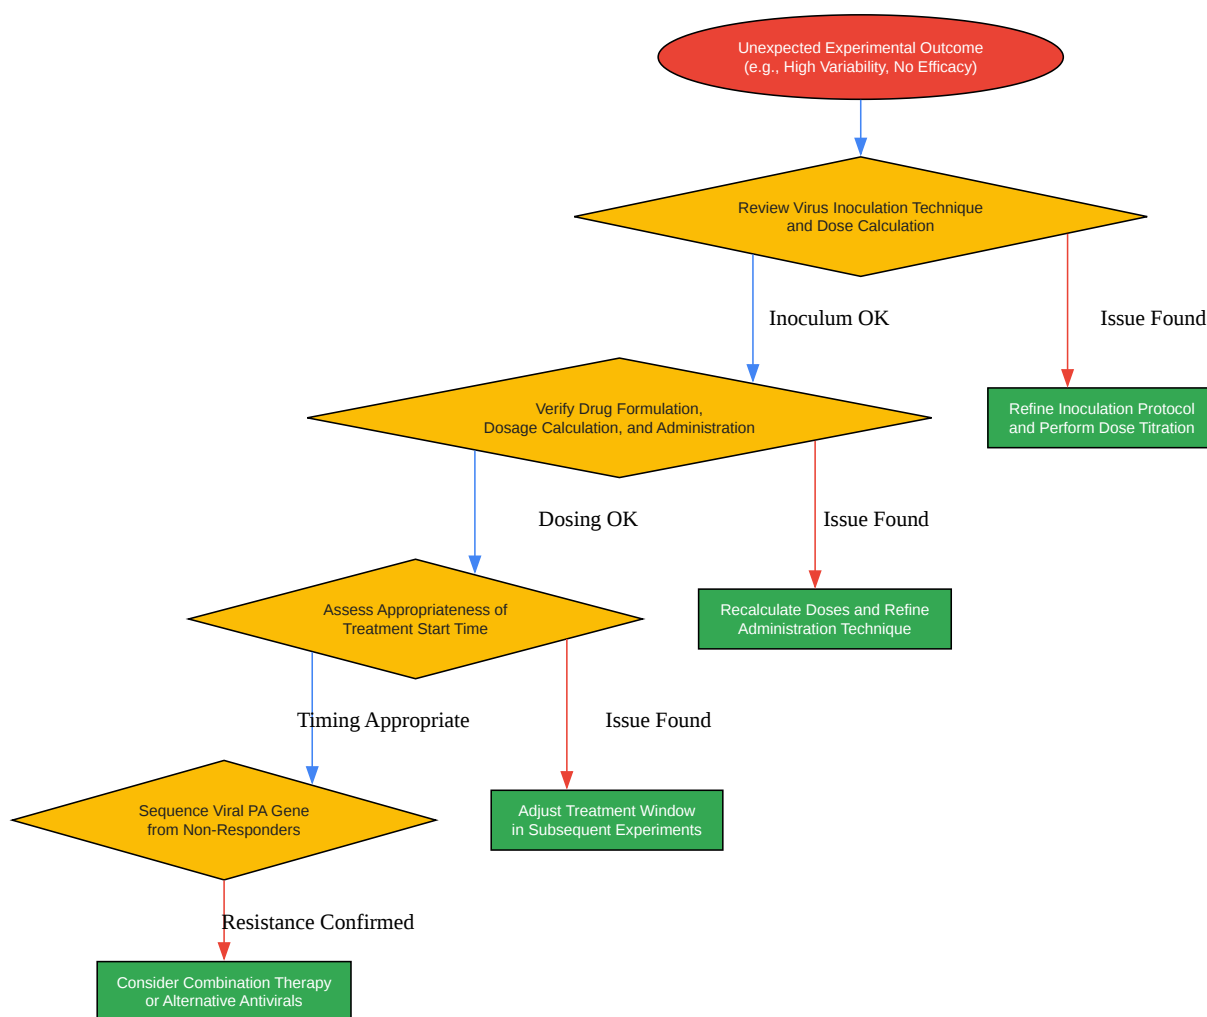 Unexpected Experimental Outcome
(e.g., High Variability, No Efficacy)
Review Virus Inoculation Technique
and Dose Calculation
Inoculum OK
Issue Found
Verify Drug Formulation,
Dosage Calculation, and Administration
Refine Inoculation Protocol
and Perform Dose Titration
Dosing OK
Issue Found
Assess Appropriateness of
Treatment Start Time
Recalculate Doses and Refine
Administration Technique
Timing Appropriate
Issue Found
Sequence Viral PA Gene
from Non-Responders
Adjust Treatment Window
in Subsequent Experiments
Resistance Confirmed
Consider Combination Therapy
or Alternative Antivirals